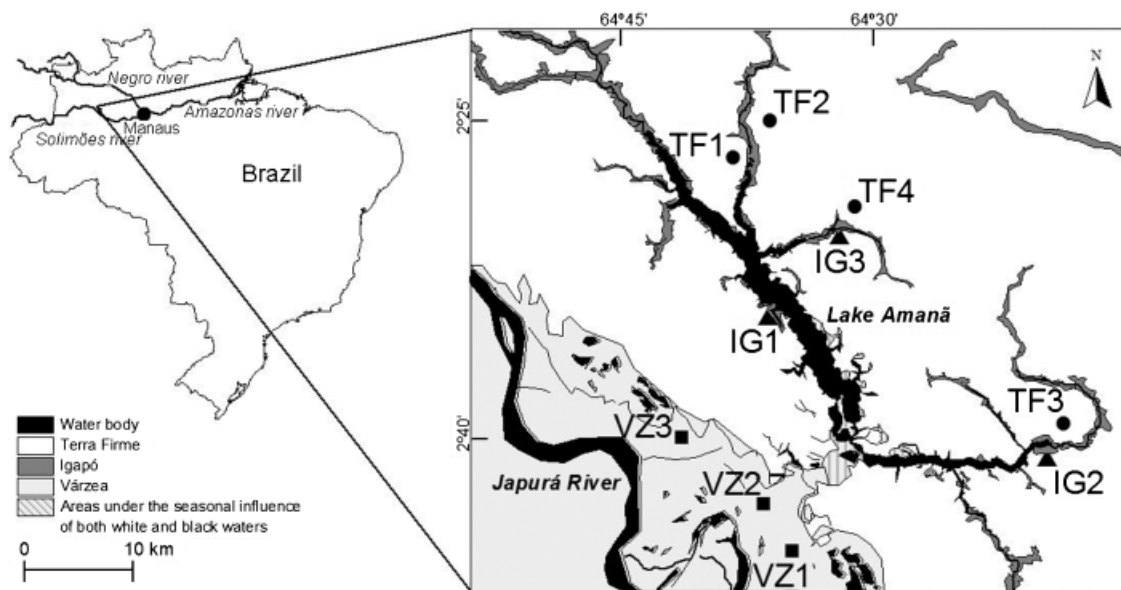 Negro river
Amazonas river
Manaus
Solimões river
Brazil
Water body
Terra Firme
Igapó
Várzea
Areas under the seasonal influence
of both white and black waters
0 10 km
64°45' 64°30'
N
2°25'
TF2
TF1
TF4
IG3
Lake Amanã
IG1
TF3
2°40'
VZ3
IG2
Japurá River
VZ2
VZ1